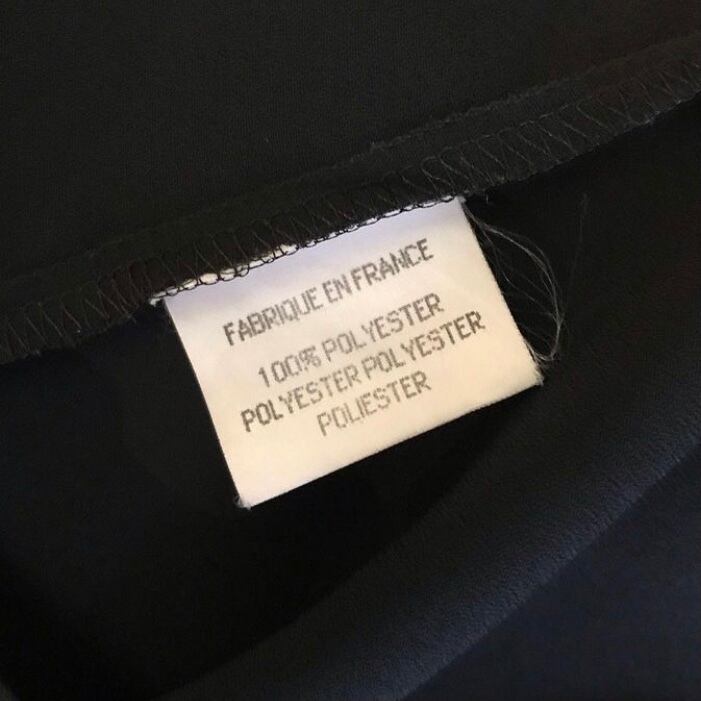 FABRIQUE EN FRANCE
100% POLYESTER
POLYESTER POLYESTER
POLIESTER